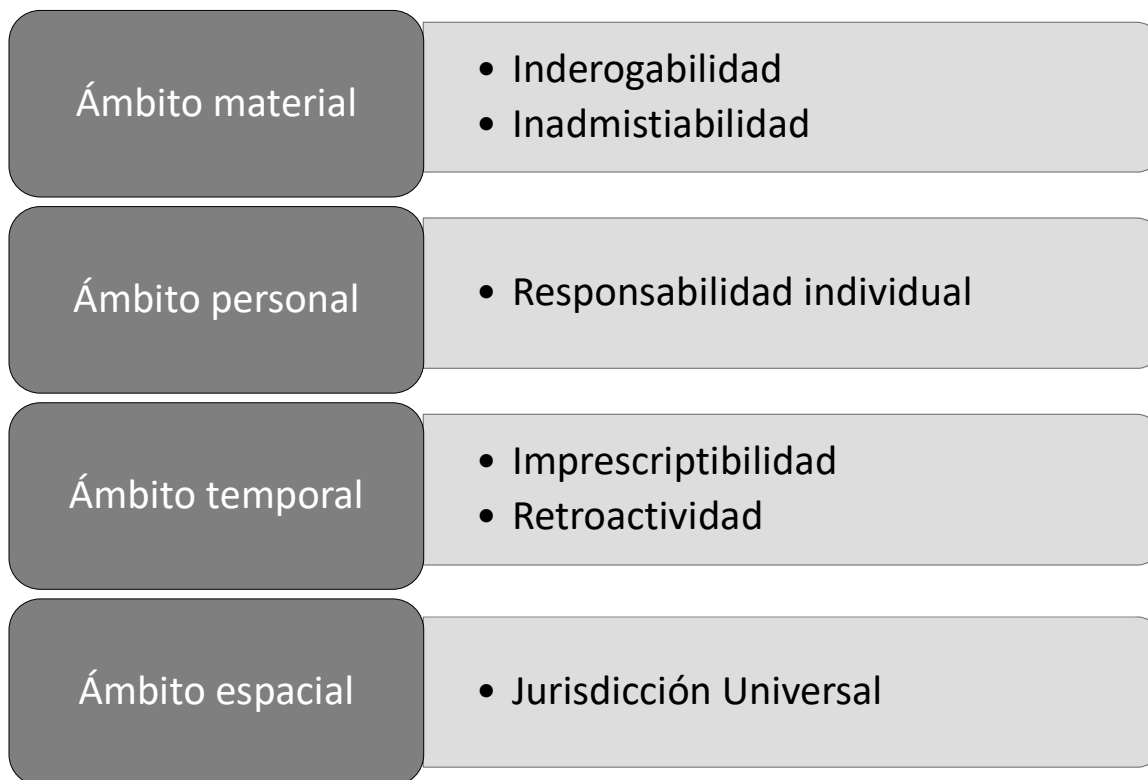 Ámbito material
• Inderogabilidad
• Inadmistiabilidad
Ámbito personal
• Responsabilidad individual
Ámbito temporal
• Imprescriptibilidad
• Retroactividad
Ámbito espacial
• Jurisdicción Universal